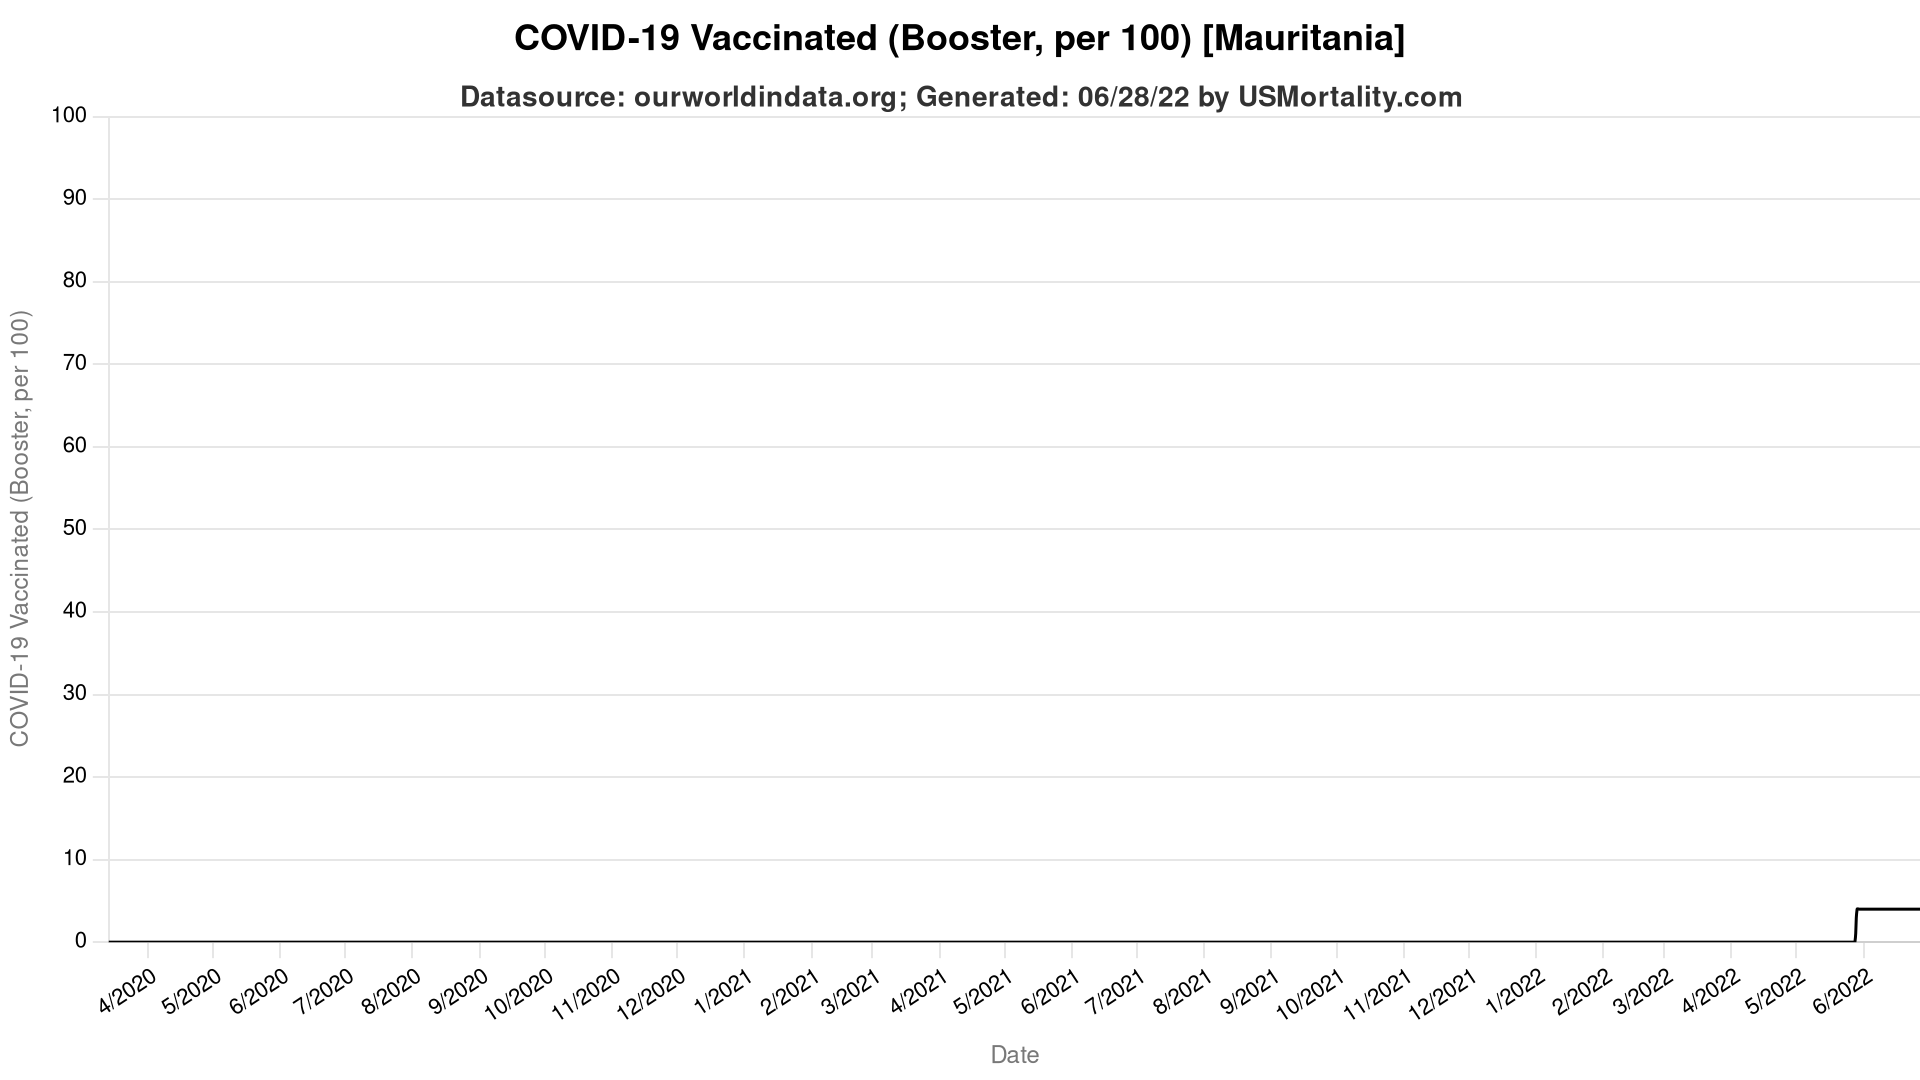 COVID-19 Vaccinated (Booster, per 100) [Mauritania]
Datasource: ourworldindata.org; Generated: 06/28/22 by USMortality.com
COVID-19 Vaccinated (Booster, per 100)
100
90
80
70
60
50
40
30
20
10
0
4/2020 5/2020 6/2020 7/2020 8/2020 9/2020 10/2020 11/2020 12/2020 1/2021 2/2021 3/2021 4/2021 5/2021 6/2021 7/2021 8/2021 9/2021 10/2021 11/2021 12/2021 1/2022 2/2022 3/2022 4/2022 5/2022 6/2022
Date